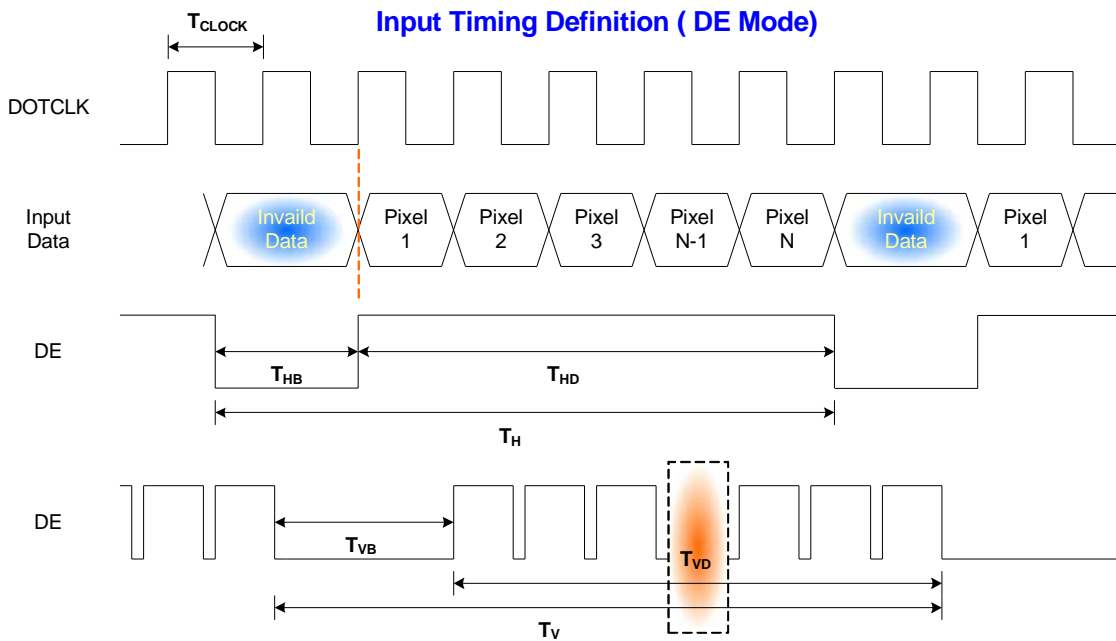 Input Timing Definition ( DE Mode)
TCLOCK
DOTCLK
Input
Data
Invaild
Data
Pixel
1
Pixel
2
Pixel
3
Pixel
N-1
Pixel
N
Invaild
Data
Pixel
1
DE
THB
THD
TH
DE
TVB
TVD
TV